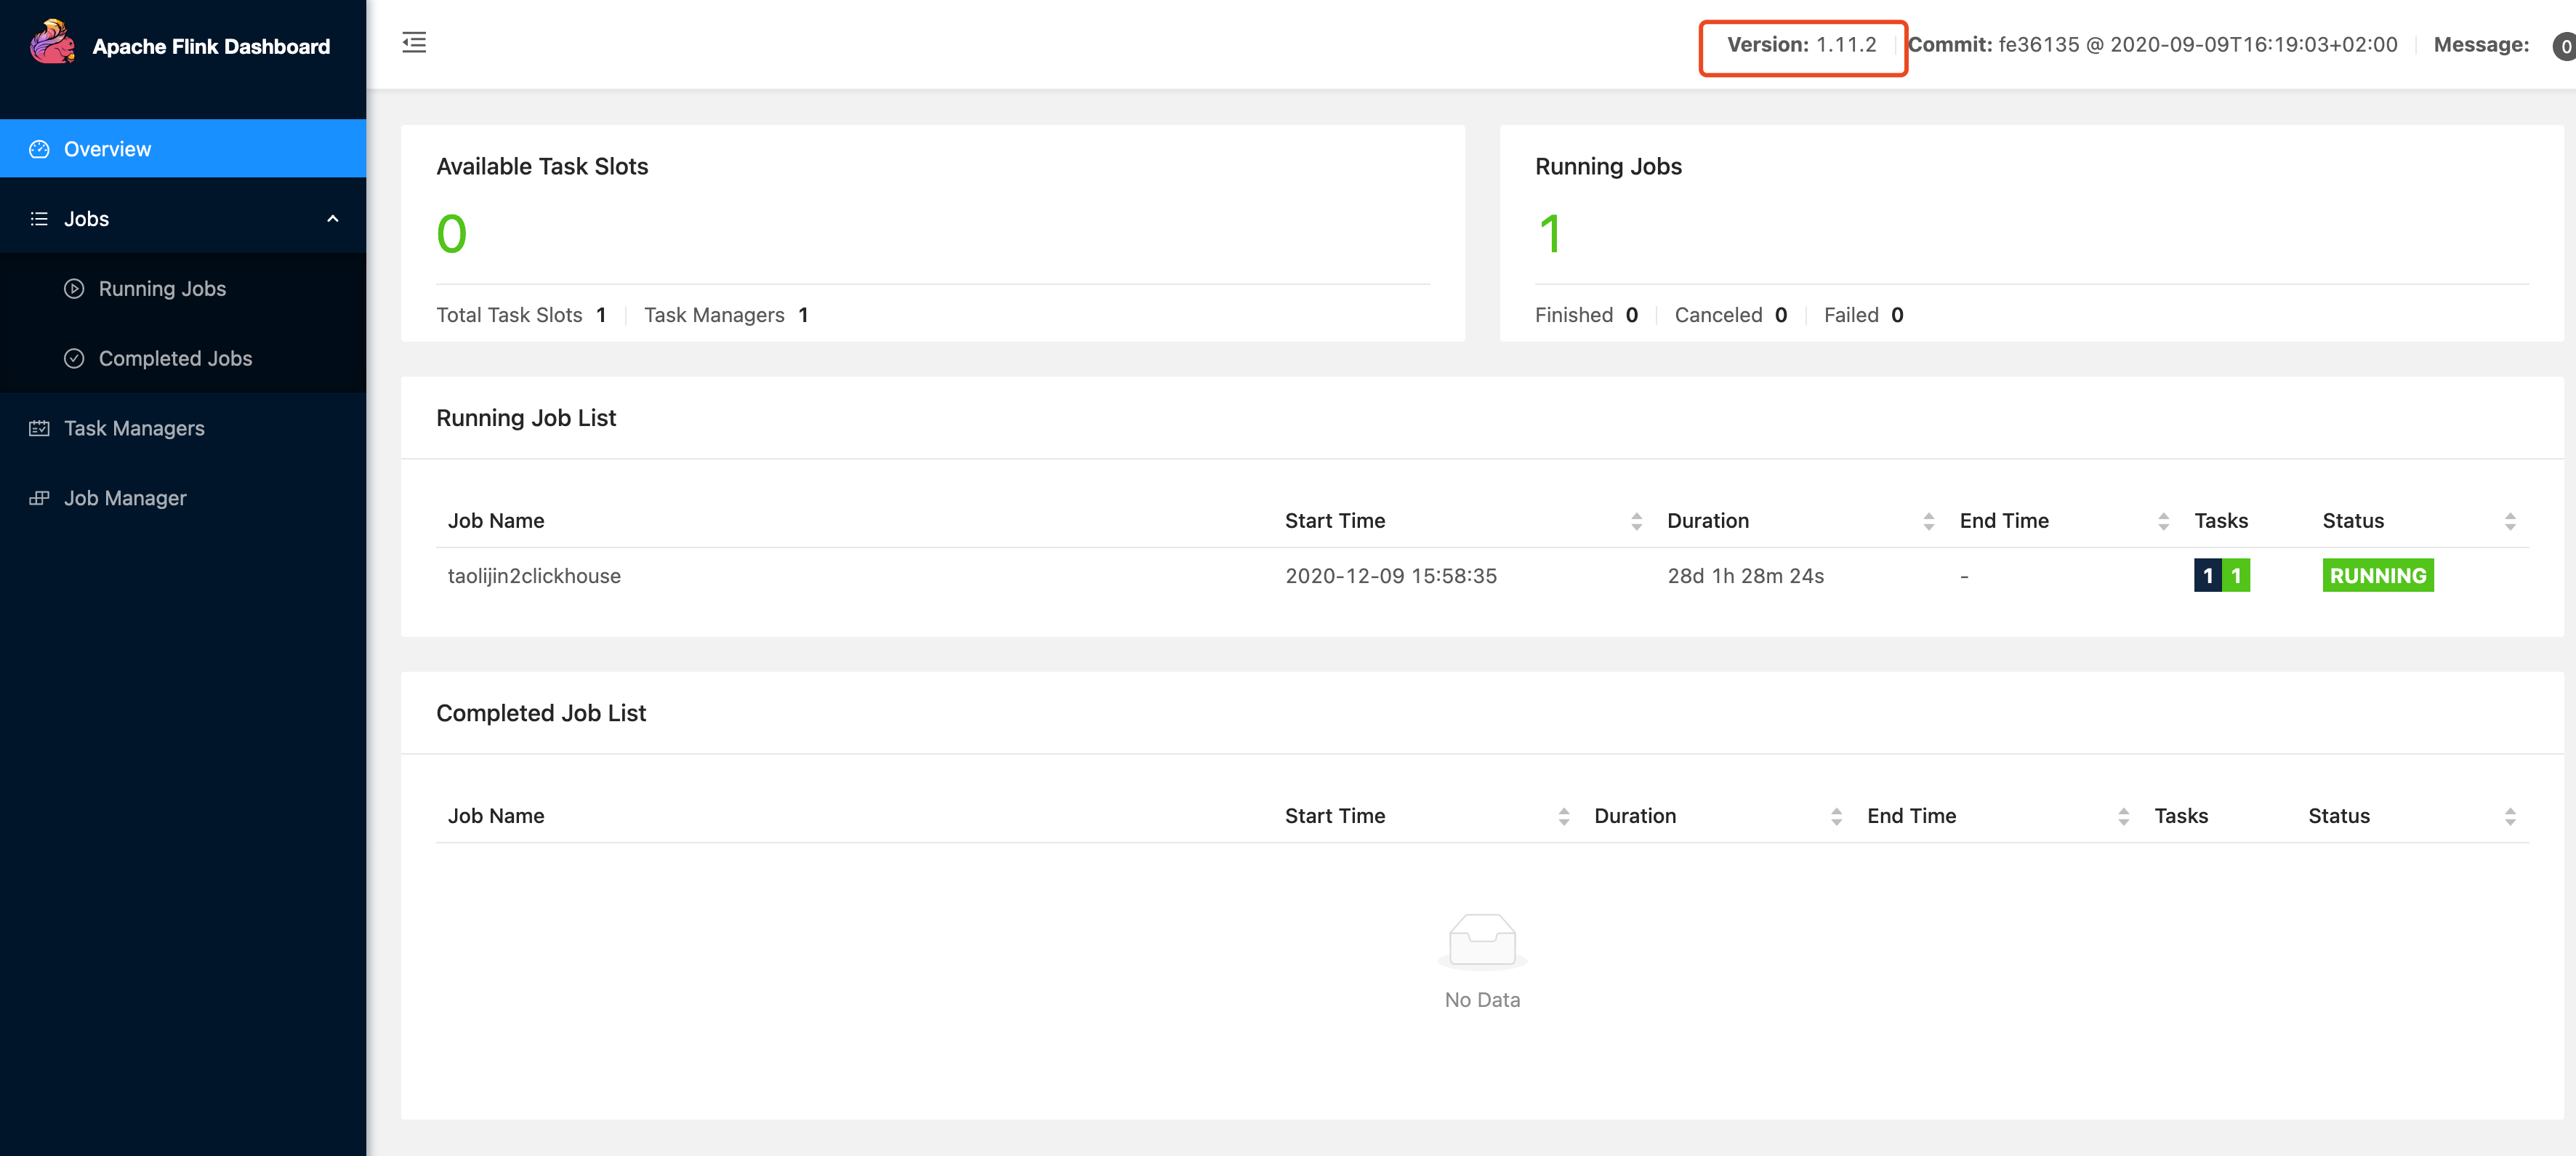 Apache Flink Dashboard
Version: 1.11.2 Commit: fe36135 @ 2020-09-09T16:19:03+02:00 Message: 0
Overview
Jobs
Running Jobs
Completed Jobs
Task Managers
Job Manager
Available Task Slots
0
Total Task Slots 1 Task Managers 1
Running Jobs
1
Finished 0 Canceled 0 Failed 0
Running Job List
Job Name Start Time Duration End Time Tasks Status
taolijin2clickhouse 2020-12-09 15:58:35 28d 1h 28m 24s - 1 1 RUNNING
Completed Job List
Job Name Start Time Duration End Time Tasks Status
No Data